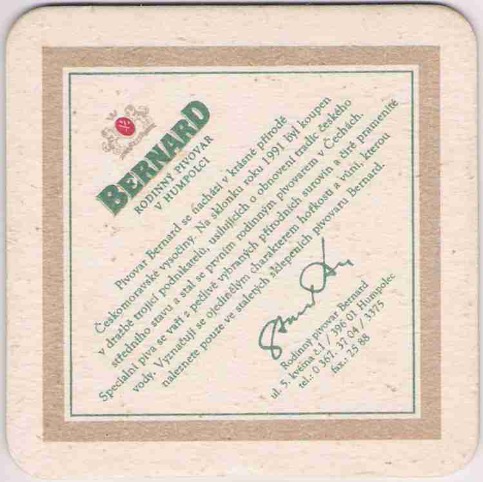 BERNARD
RODINNÝ PIVOVAR
V HUMPOLCI
Pivovar Bernard se nachází v krásné přírodě
Českomoravské vysočiny. Na sklonku roku 1991 byl koupen
v dražbě trojicí podnikatelů, usilujících o obnovení tradic českého
středního stavu a stal se prvním rodinným pivovarem v Čechách.
Speciální piva se vaří z pečlivě vybraných přírodních surovin a čiré pramenité
vody. Vyznačují se ojedinělým charakterem hořkosti a vůní, kterou
naleznete pouze ve staletých sklepeních pivovaru Bernard.
Rodinný pivovar Bernard
ul. 5. května č.1 / 396 01 Humpolec
tel.: 0 367. 37 04 / 3375
fax.: 25 88